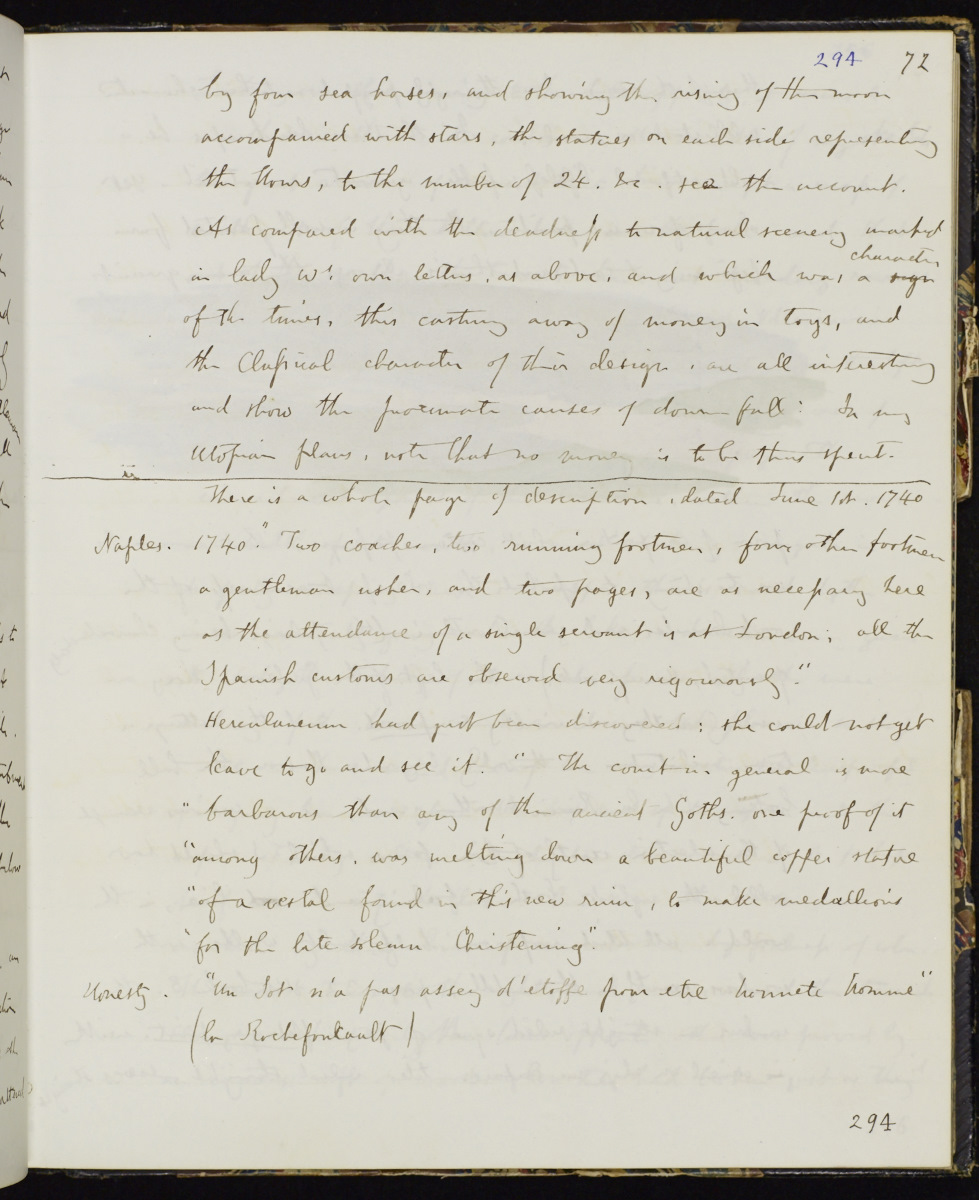 294 72
by four sea horses, and showing the rising of the moon
accompanied with stars, the statues on each side representing
the Hours, to the number of 24. &c. see the account.
As compared with the deadness to natural scenery marked
character
in lady W's own letters, as above, and which was a sign
of the times, this casting away of money in toys, and
the Classical character of their design, are all interesting
and show the proximate causes of downfall: In my
Utopian plans, note that no money is to be thus spent.
There is a whole page of description, dated June 1st. 1740
Naples. 1740. "Two coaches, two running footmen, four other footmen
a gentleman usher, and two pages, are as necessary here
as the attendance of a single servant is at London; all the
Spanish customs are observed very rigourously."
Herculaneum had just been discovered; she could not get
leave to go and see it. "The court in general is more
"barbarous than any of the ancient Goths. one proof of it
"among others, was melting down a beautiful copper statue
"of a vestal found in this new ruin, to make medallions
"for the late solemn Christening".
Honesty. "Un Sot n'a pas assez d'etoffe pour etre honnete homme"
(la Rochefoucault)
294